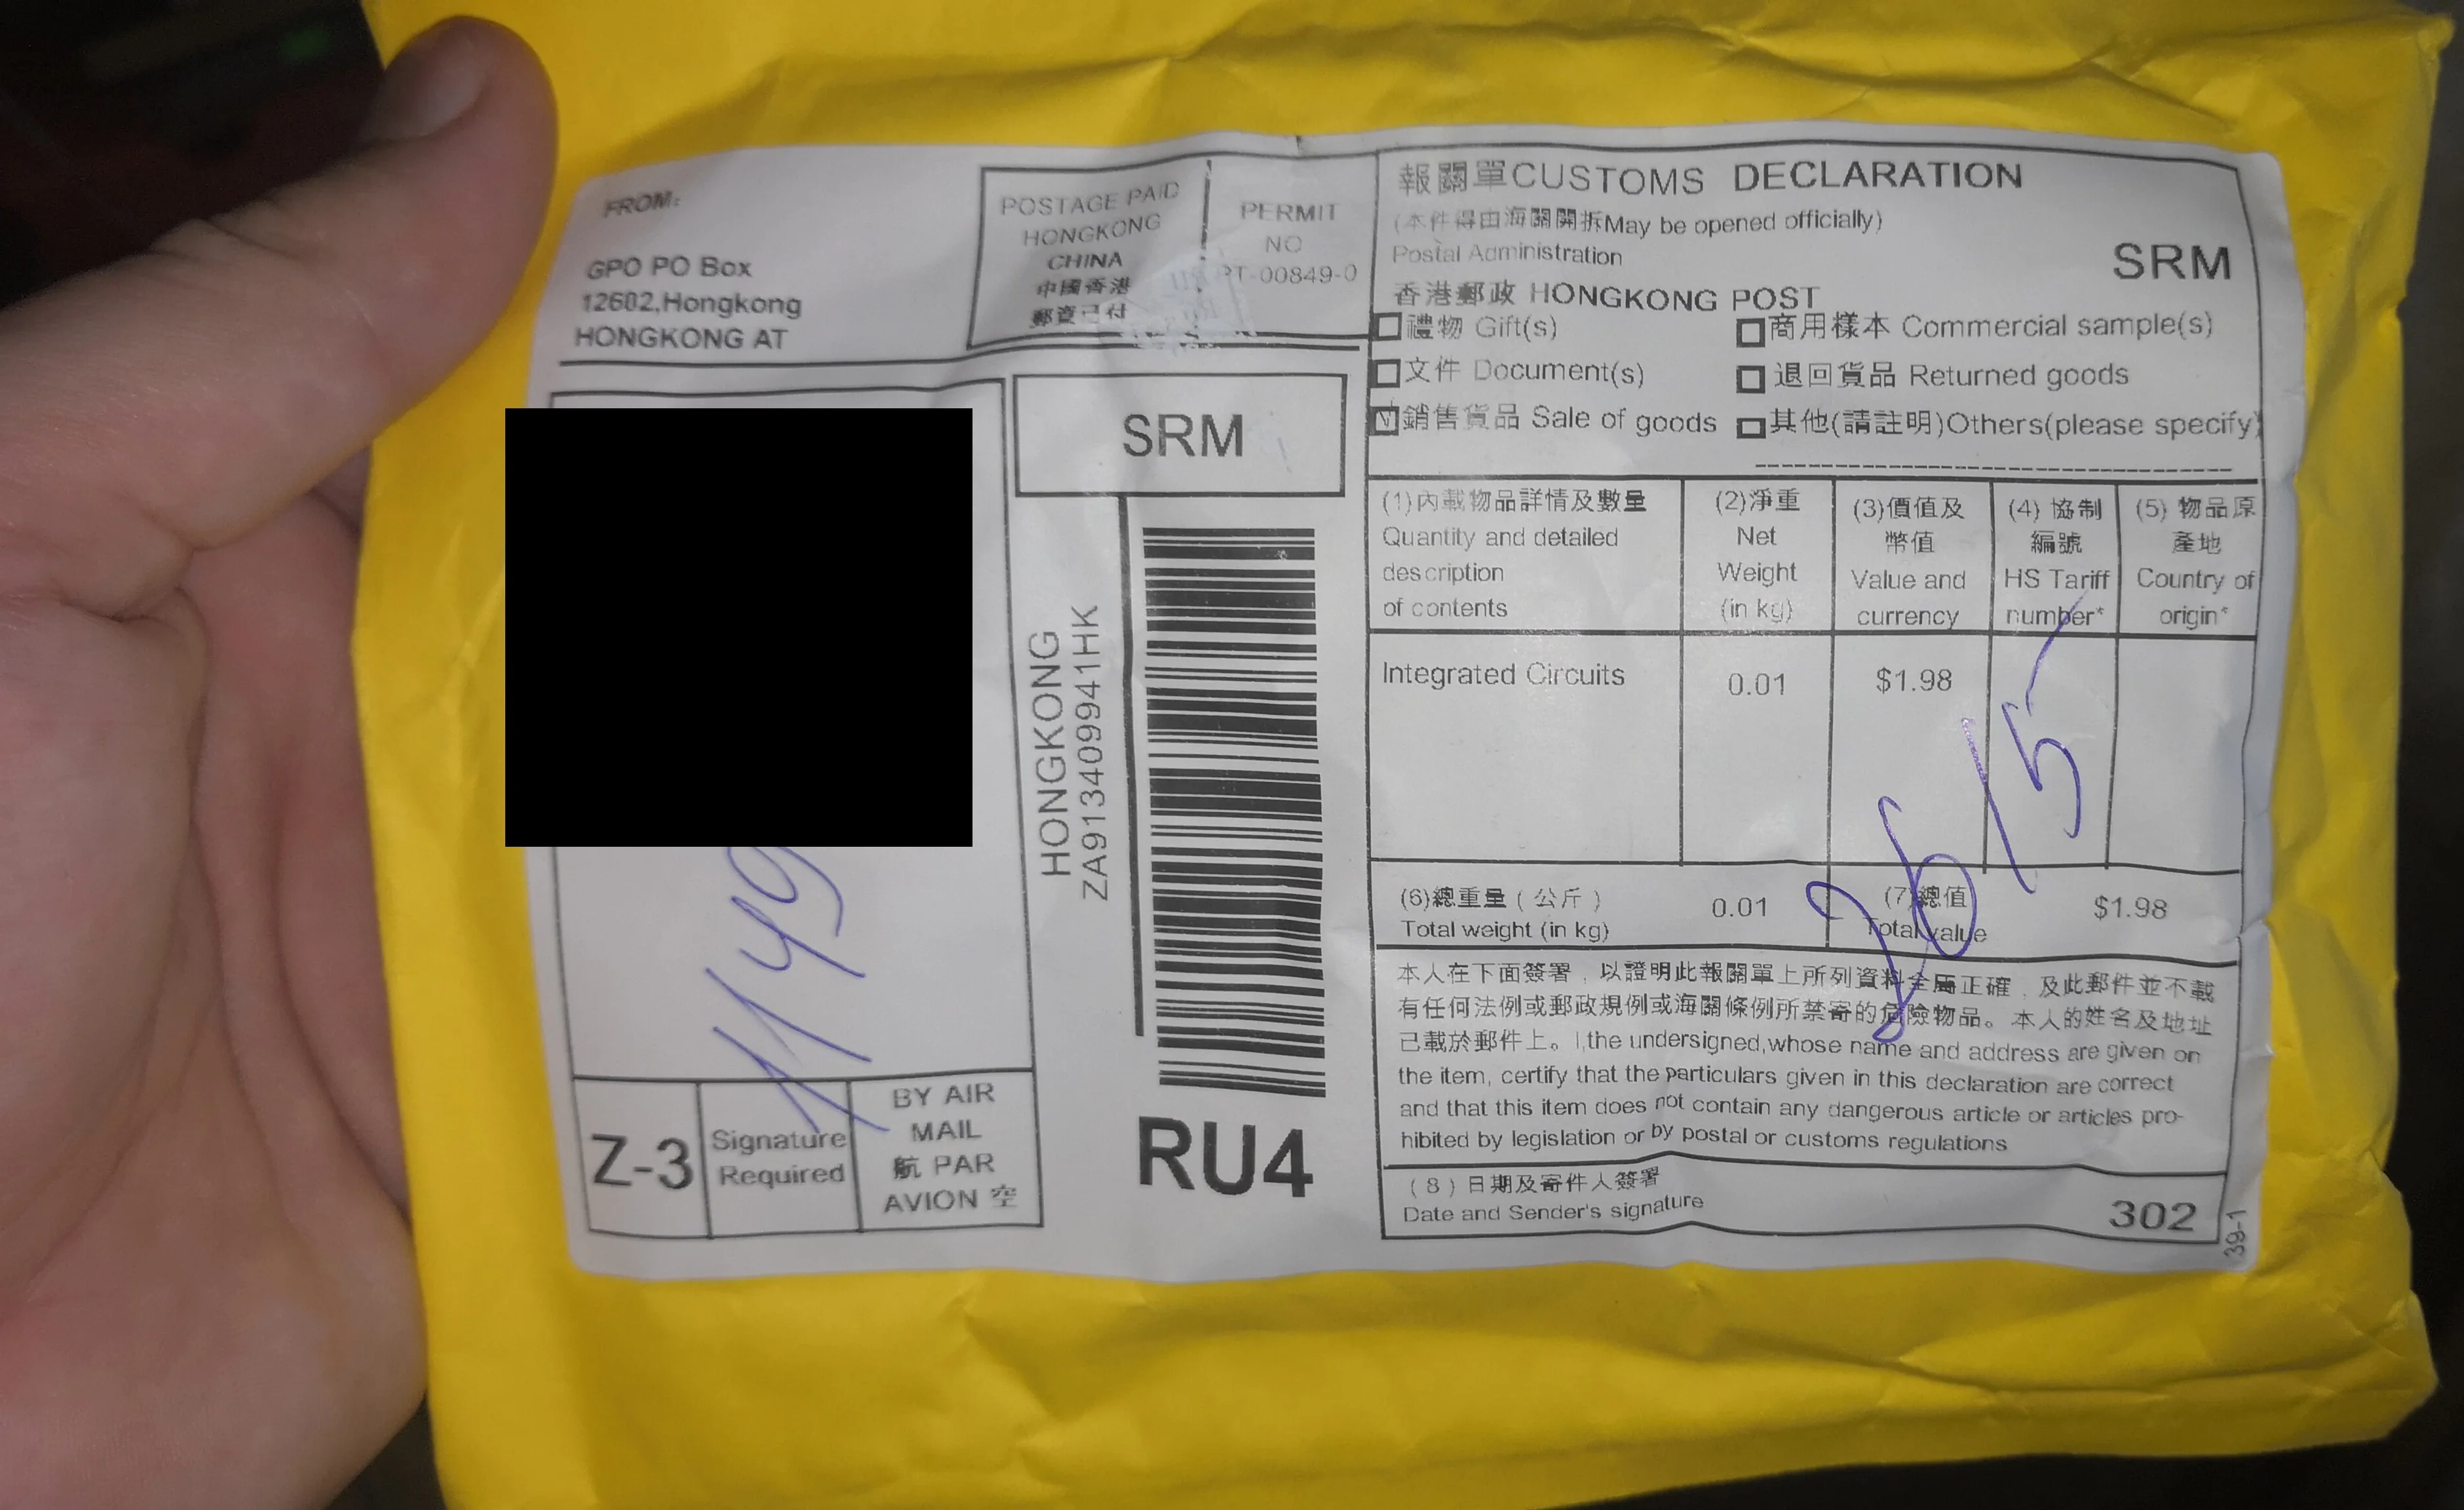 FROM:
GPO PO Box
12602,Hongkong
HONGKONG AT
POSTAGE PAID
HONGKONG
CHINA
中國香港
郵資已付
PERMIT
NO
PT-00849-0
SRM
HONGKONG
ZA9134099​41HK
RU4
1149
Z-3
Signature
Required
BY AIR
MAIL
航 PAR
AVION 空
報關單CUSTOMS DECLARATION
(本件得由海關開拆May be opened officially)
Postal Administration
SRM
香港郵政 HONGKONG POST
禮物 Gift(s)
商用樣本 Commercial sample(s)
文件 Document(s)
退回貨品 Returned goods
銷售貨品 Sale of goods
其他(請註明)Others(please specify)
(1)內載物品詳情及數量
Quantity and detailed
description
of contents
(2)淨重
Net
Weight
(in kg)
(3)價值及
幣值
Value and
currency
(4) 協制
編號
HS Tariff
number*
(5) 物品原
產地
Country of
origin*
Integrated Circuits
0.01
$1.98
(6)總重量 ( 公斤 )
Total weight (in kg)
0.01
(7)總值
Total value
$1.98
本人在下面簽署﹐以證明此報關單上所列資料全屬正確﹐及此郵件並不載
有任何法例或郵政規例或海關條例所禁寄的危險物品。本人的姓名及地址
已載於郵件上。I,the undersigned,whose name and address are given on
the item, certify that the particulars given in this declaration are correct
and that this item does not contain any dangerous article or articles pro-
hibited by legislation or by postal or customs regulations
(8) 日期及寄件人簽署
Date and Sender's signature
302
39-1